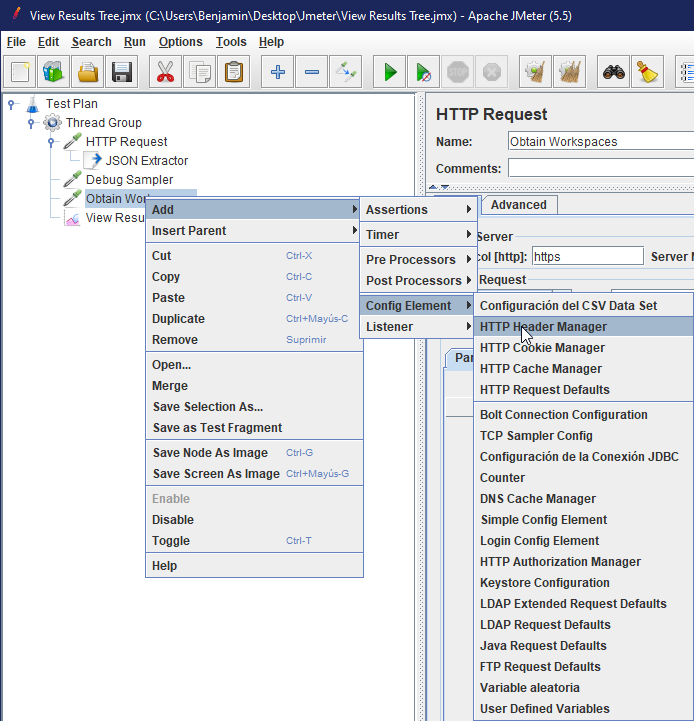 View Results Tree.jmx (C:\Users\Benjamin\Desktop\Jmeter\View Results Tree.jmx) - Apache JMeter (5.5)
File Edit Search Run Options Tools Help
Test Plan
Thread Group
HTTP Request
JSON Extractor
Debug Sampler
Obtain
View
HTTP Request
Name: Obtain Workspaces
Comments:
Advanced
Server
https Server
Request
Add
Insert Parent
Cut Ctrl-X
Copy Ctrl-C
Paste Ctrl-V
Duplicate Ctrl+Mayús-C
Remove Suprimir
Open...
Merge
Save Selection As...
Save as Test Fragment
Save Node As Image Ctrl-G
Save Screen As Image Ctrl+Mayús-G
Enable
Disable
Toggle Ctrl-T
Help
Assertions
Timer
Pre Processors
Post Processors
Config Element
Listener
Configuración del CSV Data Set
HTTP Header Manager
HTTP Cookie Manager
HTTP Cache Manager
HTTP Request Defaults
Bolt Connection Configuration
TCP Sampler Config
Configuración de la Conexión JDBC
Counter
DNS Cache Manager
Simple Config Element
Login Config Element
HTTP Authorization Manager
Keystore Configuration
LDAP Extended Request Defaults
LDAP Request Defaults
Java Request Defaults
FTP Request Defaults
Variable aleatoria
User Defined Variables